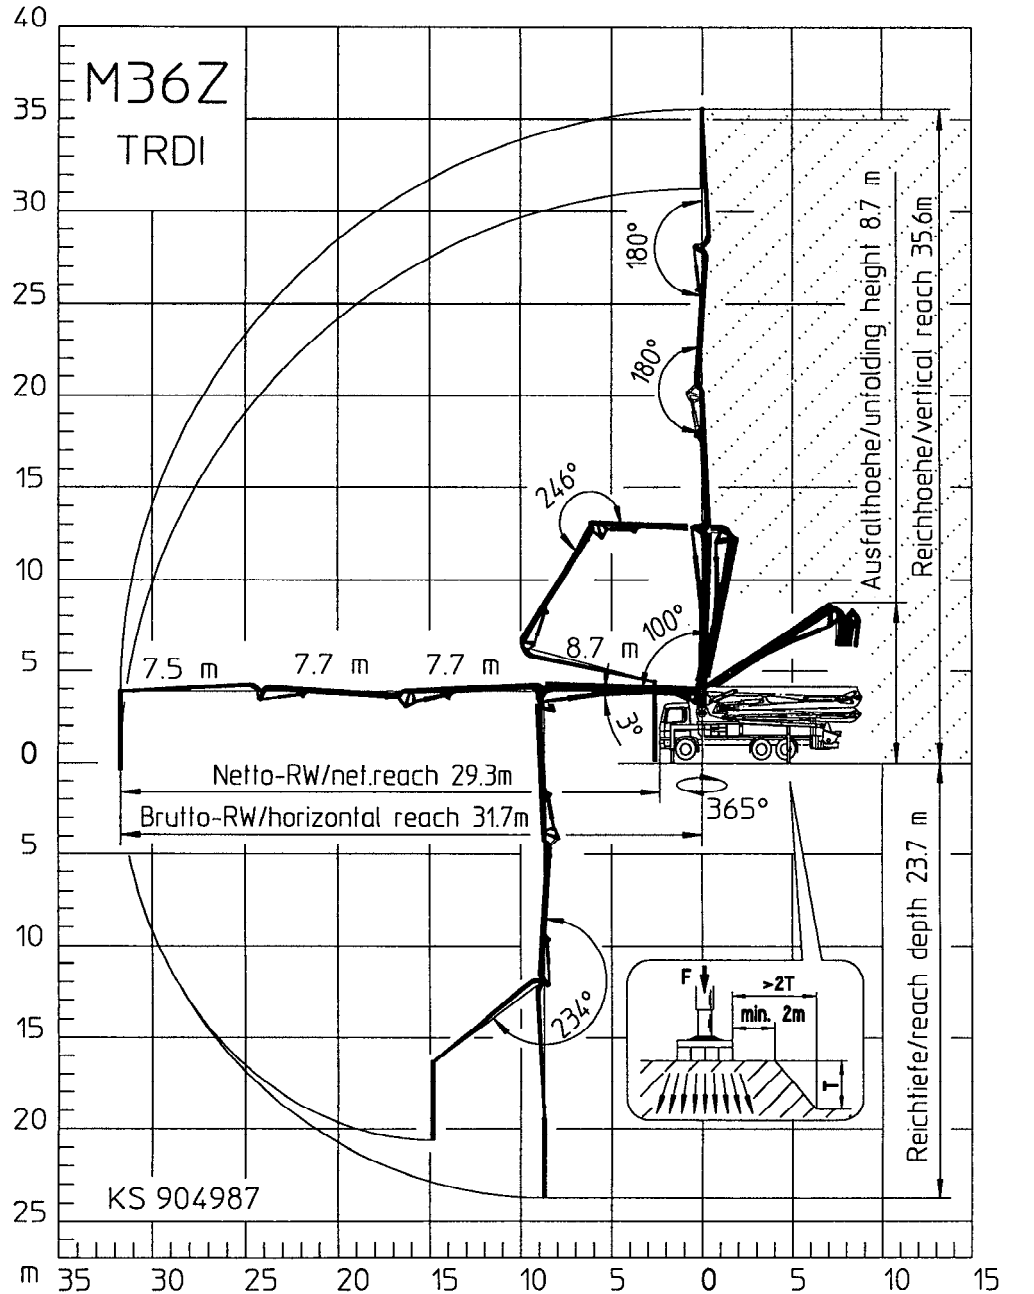 M36Z
TRDI
40
35
30
25
20
15
10
5
0
5
10
15
20
25
m
180°
180°
246°
100°
7.5 m
7.7 m
7.7 m
8.7 m
3°
Netto-RW/net.reach 29.3m
Brutto-RW/horizontal reach 31.7m
365°
234°
Ausfalthoehe/unfolding height 8.7 m
Reichhoehe/vertical reach 35.6m
Reichtiefe/reach depth 23.7 m
F
>2T
min. 2m
T
KS 904987
35 30 25 20 15 10 5 0 5 10 15